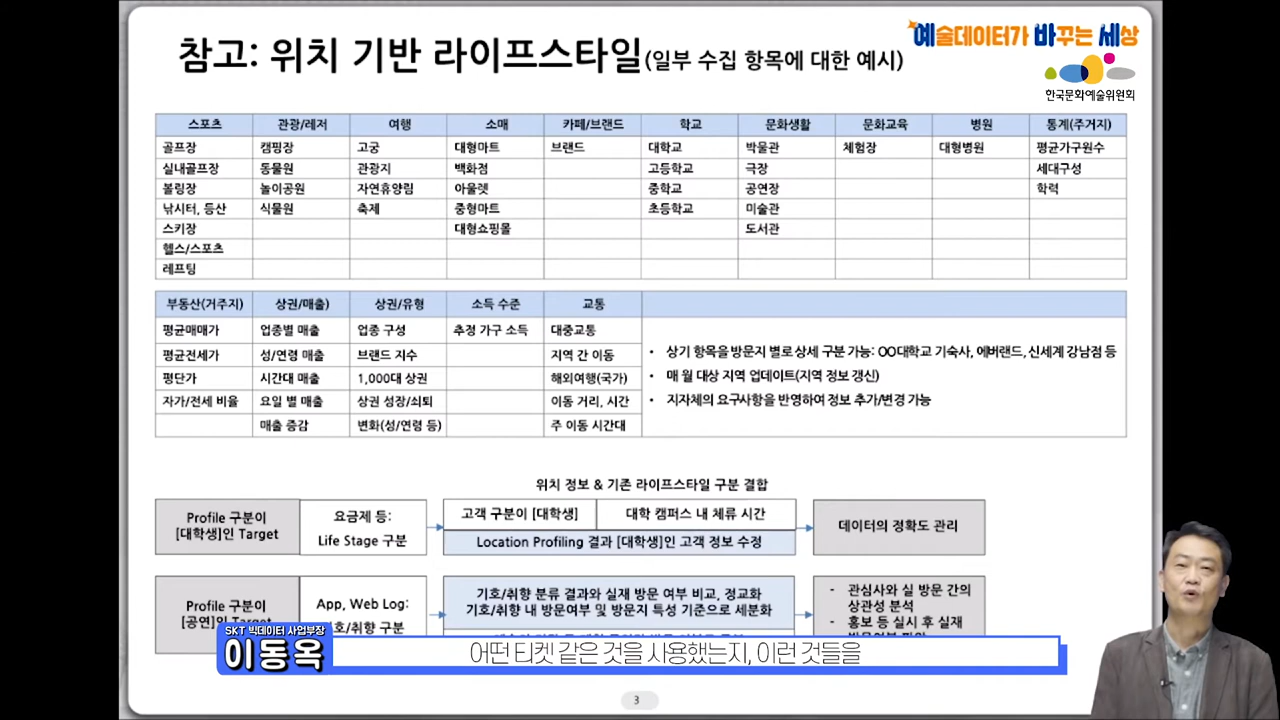 참고: 위치 기반 라이프스타일(일부 수집 항목에 대한 예시)
예술데이터가 바꾸는 세상
한국문화예술위원회
스포츠 관광/레저 여행 소매 카페/브랜드 학교 문화생활 문화교육 병원 통계(주거지)
골프장 캠핑장 고궁 대형마트 브랜드 대학교 박물관 체험장 대형병원 평균가구원수
실내골프장 동물원 관광지 백화점 고등학교 극장 세대구성
볼링장 놀이공원 자연휴양림 아울렛 중학교 공연장 학력
낚시터, 등산 식물원 축제 중형마트 초등학교 미술관
스키장 대형쇼핑몰 도서관
헬스/스포츠
레프팅
부동산(거주지) 상권/매출) 상권/유형 소득 수준 교통
평균매매가 업종별 매출 업종 구성 추정 가구 소득 대중교통
평균전세가 성/연령 매출 브랜드 지수 지역 간 이동
평단가 시간대 매출 1,000대 상권 해외여행(국가)
자가/전세 비율 요일 별 매출 상권 성장/쇠퇴 이동 거리, 시간
매출 증감 변화(성/연령 등) 주 이동 시간대
• 상기 항목을 방문지 별로 상세 구분 가능: OO대학교 기숙사, 에버랜드, 신세계 강남점 등
• 매 월 대상 지역 업데이트(지역 정보 갱신)
• 지자체의 요구사항을 반영하여 정보 추가/변경 가능
위치 정보 & 기존 라이프스타일 구분 결합
Profile 구분이
[대학생]인 Target
요금제 등:
Life Stage 구분
고객 구분이 [대학생] 대학 캠퍼스 내 체류 시간
Location Profiling 결과 [대학생]인 고객 정보 수정
데이터의 정확도 관리
Profile 구분이
[공연]인 Target
App, Web Log:
기호/취향 구분
기호/취향 분류 결과와 실재 방문 여부 비교, 정교화
기호/취향 내 방문여부 및 방문지 특성 기준으로 세분화
- 관심사와 실 방문 간의
상관성 분석
- 홍보 등 실시 후 실재
SKT 빅데이터 사업부장
이동옥
어떤 티켓 같은 것을 사용했는지, 이런 것들을
3